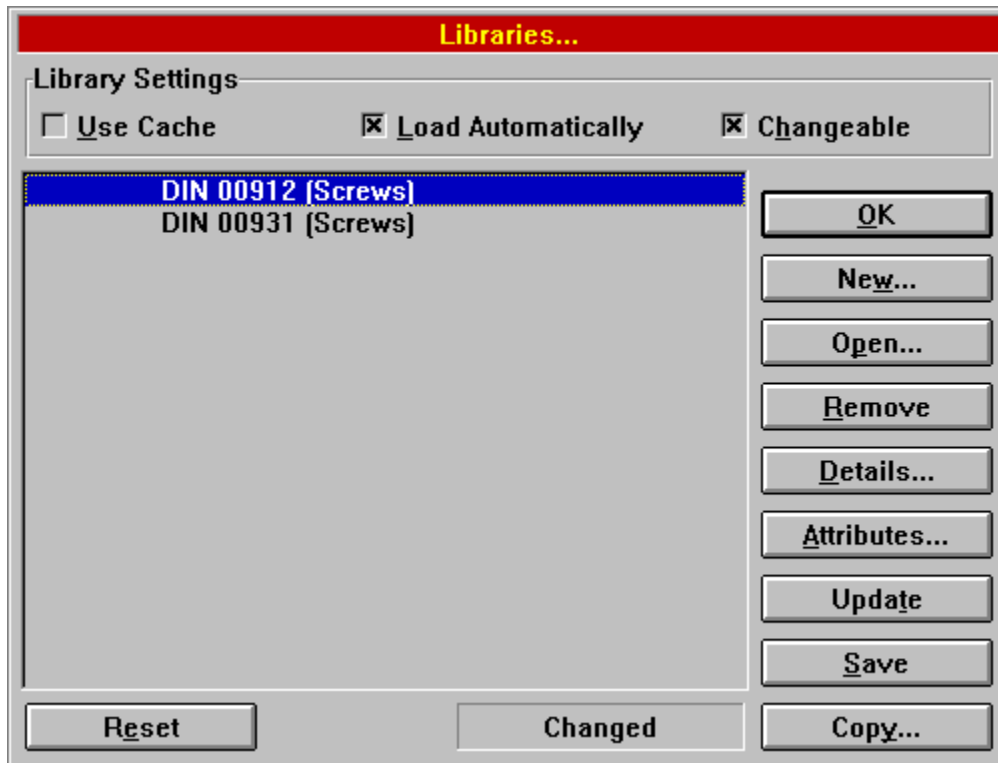 Libraries...
Library Settings
Use Cache
Load Automatically
Changeable
DIN 00912 (Screws)
DIN 00931 (Screws)
OK
New...
Open...
Remove
Details...
Attributes...
Update
Save
Reset
Changed
Copy...